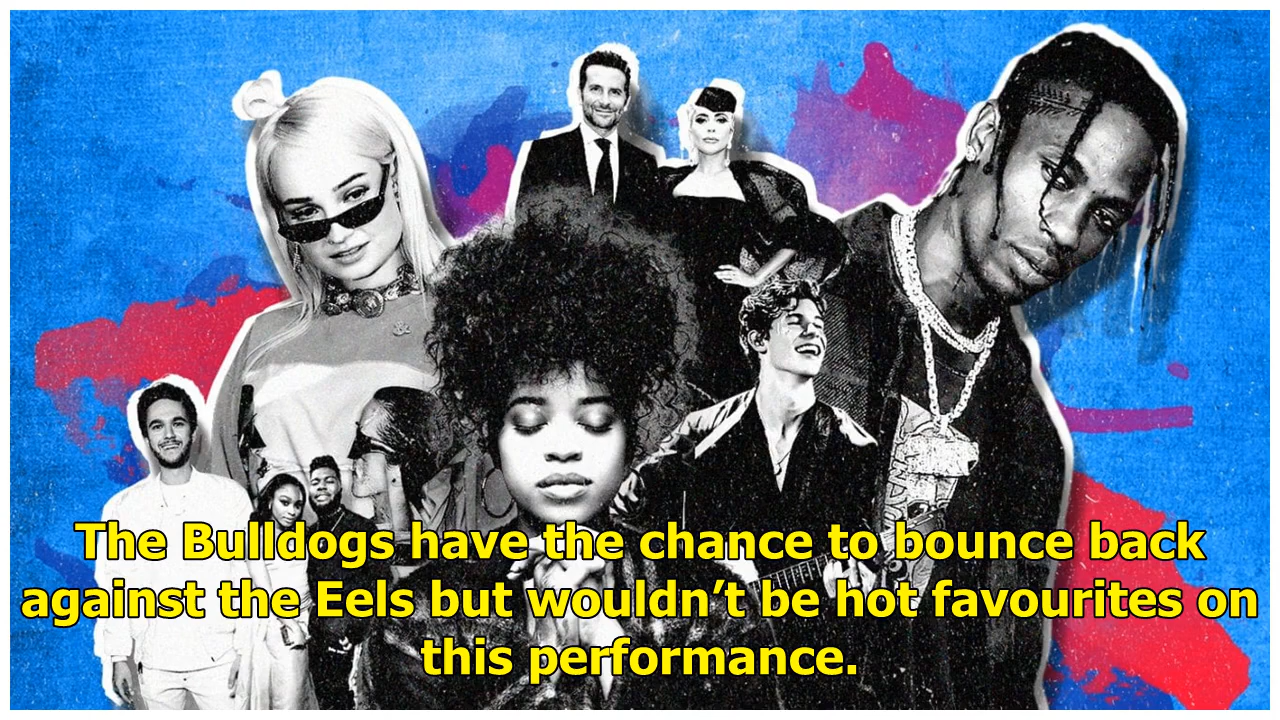 The Bulldogs have the chance to bounce back
against the Eels but wouldn’t be hot favourites on
this performance.